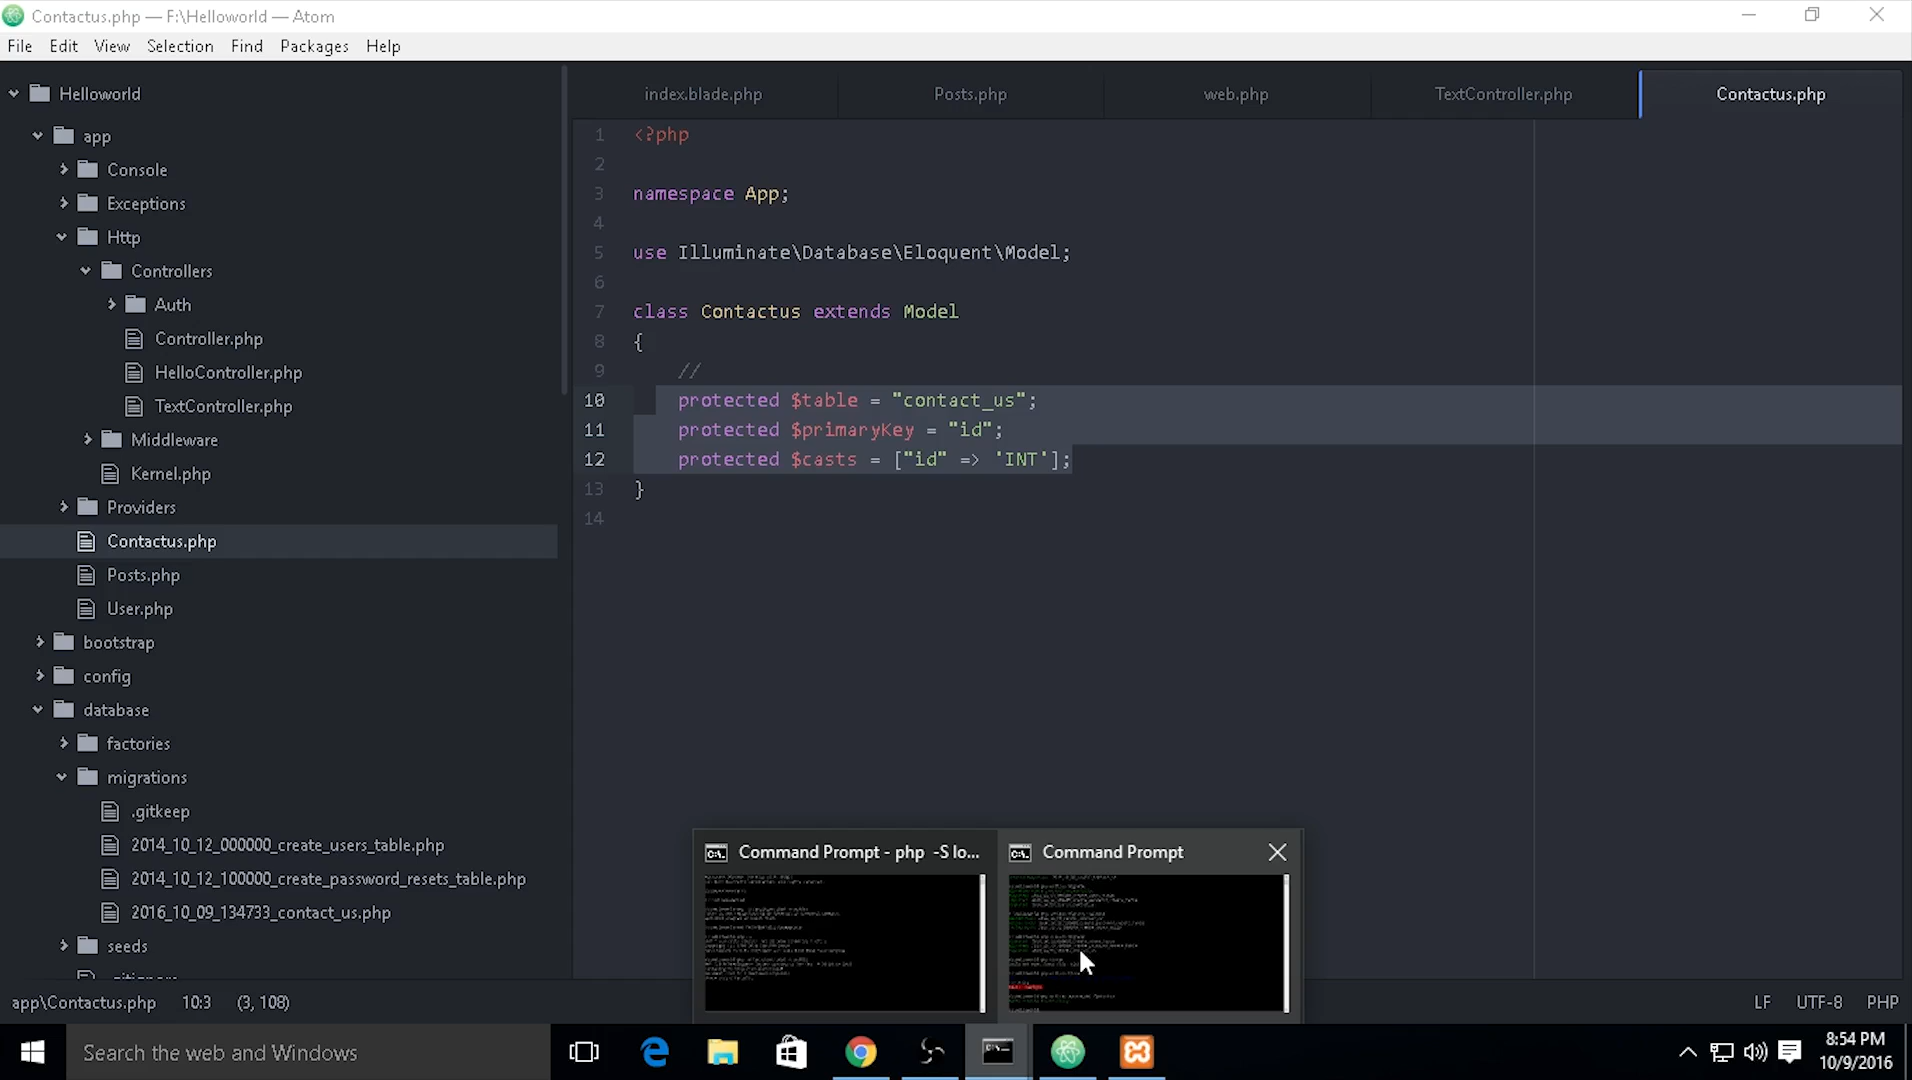 Contactus.php — F:\Helloworld — Atom
File Edit View Selection Find Packages Help
Helloworld
app
Console
Exceptions
Http
Controllers
Auth
Controller.php
HelloController.php
TextController.php
Middleware
Kernel.php
Providers
Contactus.php
Posts.php
User.php
bootstrap
config
database
factories
migrations
.gitkeep
2014_10_12_000000_create_users_table.php
2014_10_12_100000_create_password_resets_table.php
2016_10_09_134733_contact_us.php
seeds
index.blade.php Posts.php web.php TextController.php Contactus.php
1 <?php
2
3 namespace App;
4
5 use Illuminate\Database\Eloquent\Model;
6
7 class Contactus extends Model
8 {
9 //
10 protected $table = "contact_us";
11 protected $primaryKey = "id";
12 protected $casts = ["id" => 'INT'];
13 }
14
Command Prompt - php -S lo...
Command Prompt
app\Contactus.php 10:3 (3, 108)
LF UTF-8 PHP
Search the web and Windows
8:54 PM
10/9/2016